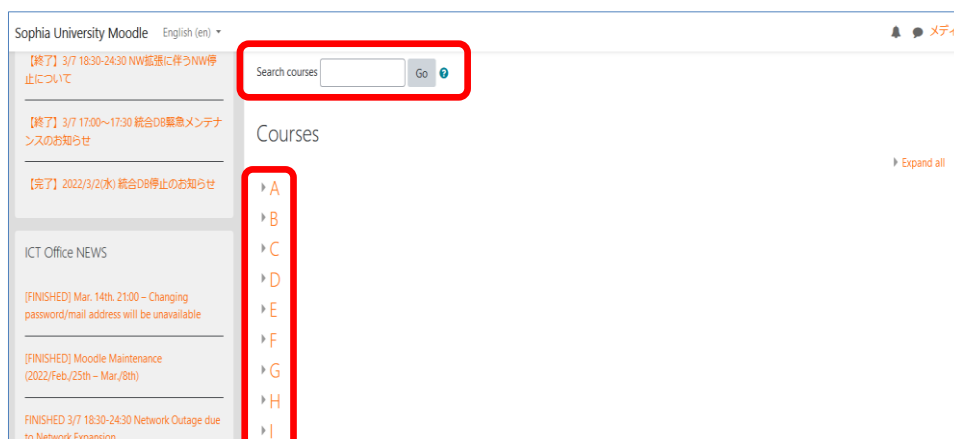 Sophia University Moodle English (en)
メディ
【終了】3/7 18:30-24:30 NW拡張に伴うNW停
止について
【終了】3/7 17:00~17:30 統合DB緊急メンテナ
ンスのお知らせ
【完了】2022/3/2(水) 統合DB停止のお知らせ
ICT Office NEWS
[FINISHED] Mar. 14th. 21:00 – Changing
password/mail address will be unavailable
[FINISHED] Moodle Maintenance
(2022/Feb./25th – Mar./8th)
FINISHED 3/7 18:30-24:30 Network Outage due
to Network Expansion
Search courses Go
Courses
Expand all
A
B
C
D
E
F
G
H
I